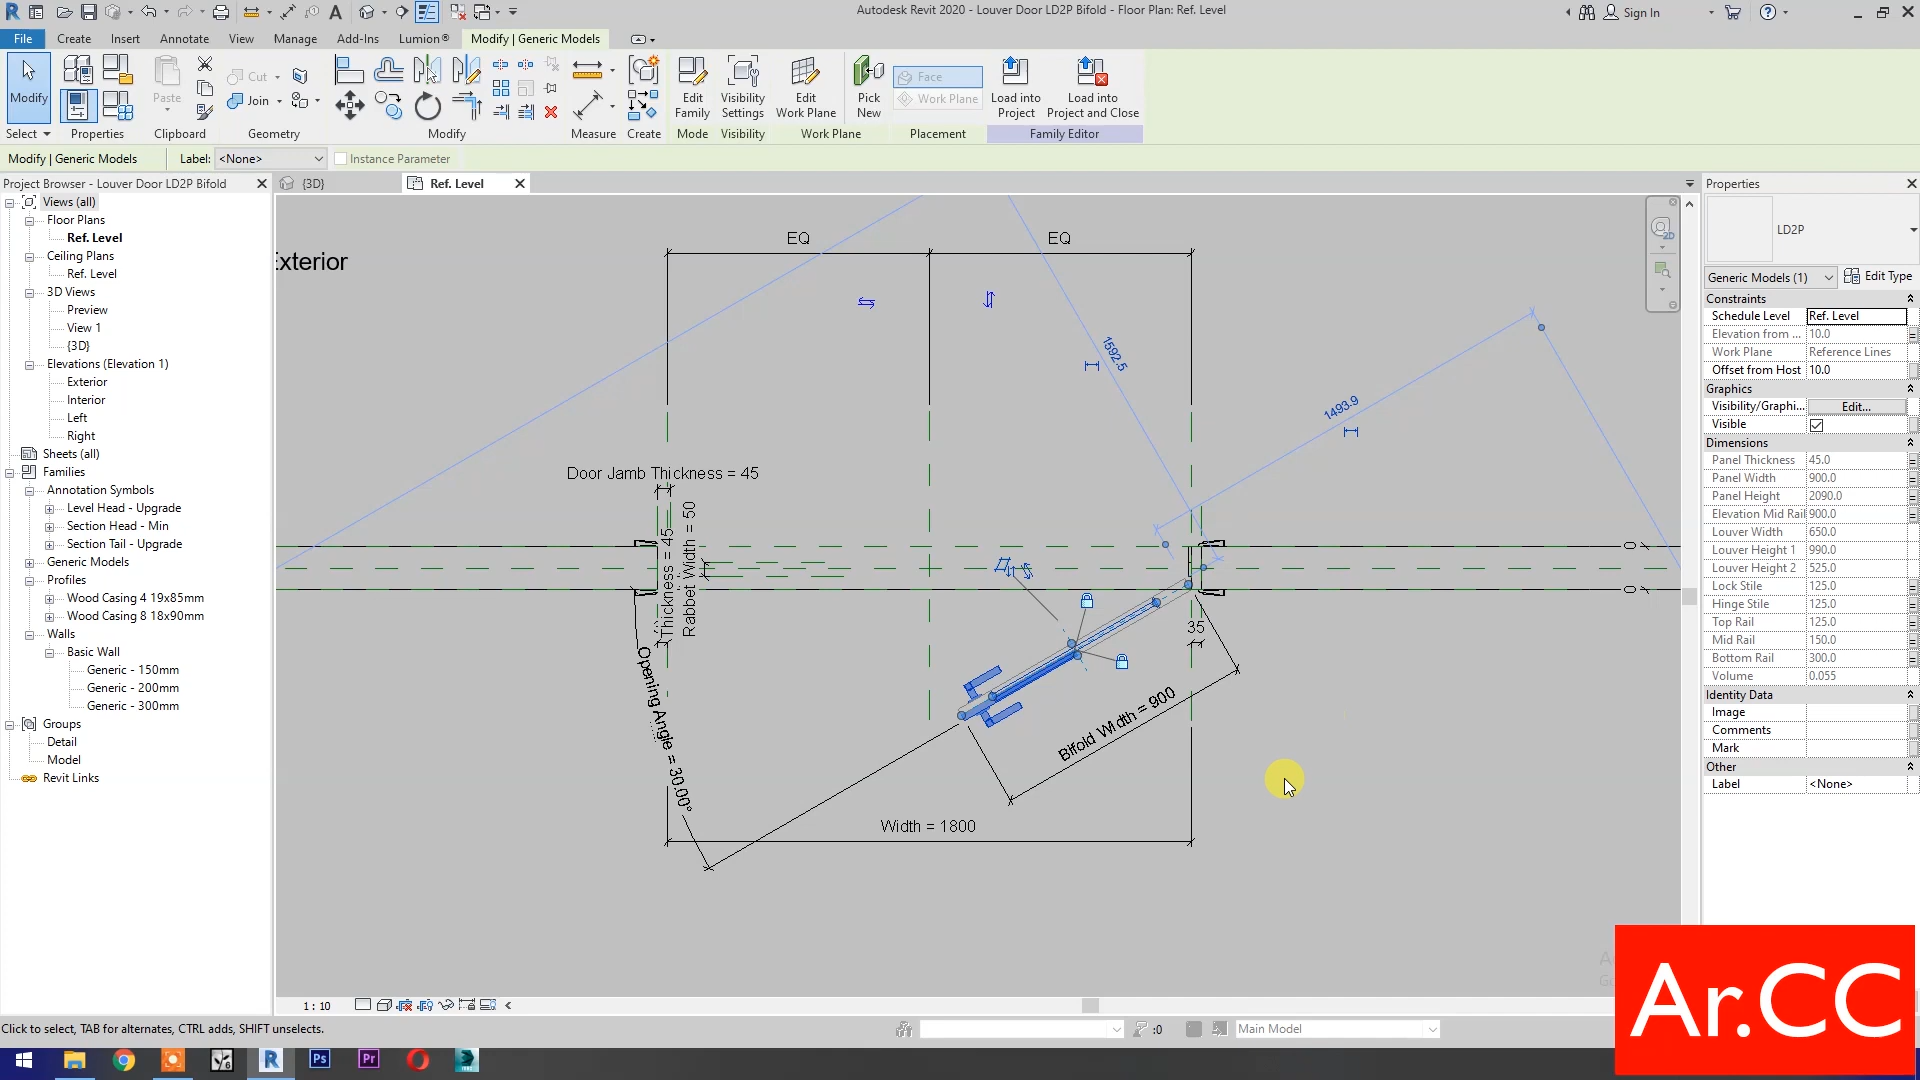 Autodesk Revit 2020 - Louver Door LD2P Bifold - Floor Plan: Ref. Level
Sign In
File
Create
Insert
Annotate
View
Manage
Add-Ins
Lumion®
Modify | Generic Models
Modify
Paste
Cut
Join
Edit Family
Visibility Settings
Edit Work Plane
Pick New
Face
Work Plane
Load into Project
Load into Project and Close
Select
Properties
Clipboard
Geometry
Modify
Measure
Create
Mode
Visibility
Work Plane
Placement
Family Editor
Modify | Generic Models
Label:
<None>
Instance Parameter
Project Browser - Louver Door LD2P Bifold
{3D}
Ref. Level
Properties
Views (all)
Floor Plans
Ref. Level
Ceiling Plans
Ref. Level
3D Views
Preview
View 1
{3D}
Elevations (Elevation 1)
Exterior
Interior
Left
Right
Sheets (all)
Families
Annotation Symbols
Level Head - Upgrade
Section Head - Min
Section Tail - Upgrade
Generic Models
Profiles
Wood Casing 4 19x85mm
Wood Casing 8 18x90mm
Walls
Basic Wall
Generic - 150mm
Generic - 200mm
Generic - 300mm
Groups
Detail
Model
Revit Links
Exterior
EQ
EQ
1592.5
1493.9
Door Jamb Thickness = 45
Thickness = 45
Rabbet Width = 50
0
0
35
Opening Angle = 30.00°
Bifold Width = 900
Width = 1800
2D
LD2P
Generic Models (1)
Edit Type
Constraints
Schedule Level Ref. Level
Elevation from ... 10.0
Work Plane Reference Lines
Offset from Host 10.0
Graphics
Visibility/Graphi... Edit...
Visible
Dimensions
Panel Thickness 45.0
Panel Width 900.0
Panel Height 2090.0
Elevation Mid Rail 900.0
Louver Width 650.0
Louver Height 1 990.0
Louver Height 2 525.0
Lock Stile 125.0
Hinge Stile 125.0
Top Rail 125.0
Mid Rail 150.0
Bottom Rail 300.0
Volume 0.055
Identity Data
Image
Comments
Mark
Other
Label <None>
Ar.CC
1 : 10
Click to select, TAB for alternates, CTRL adds, SHIFT unselects.
:0
Main Model
R
Ps
Pr